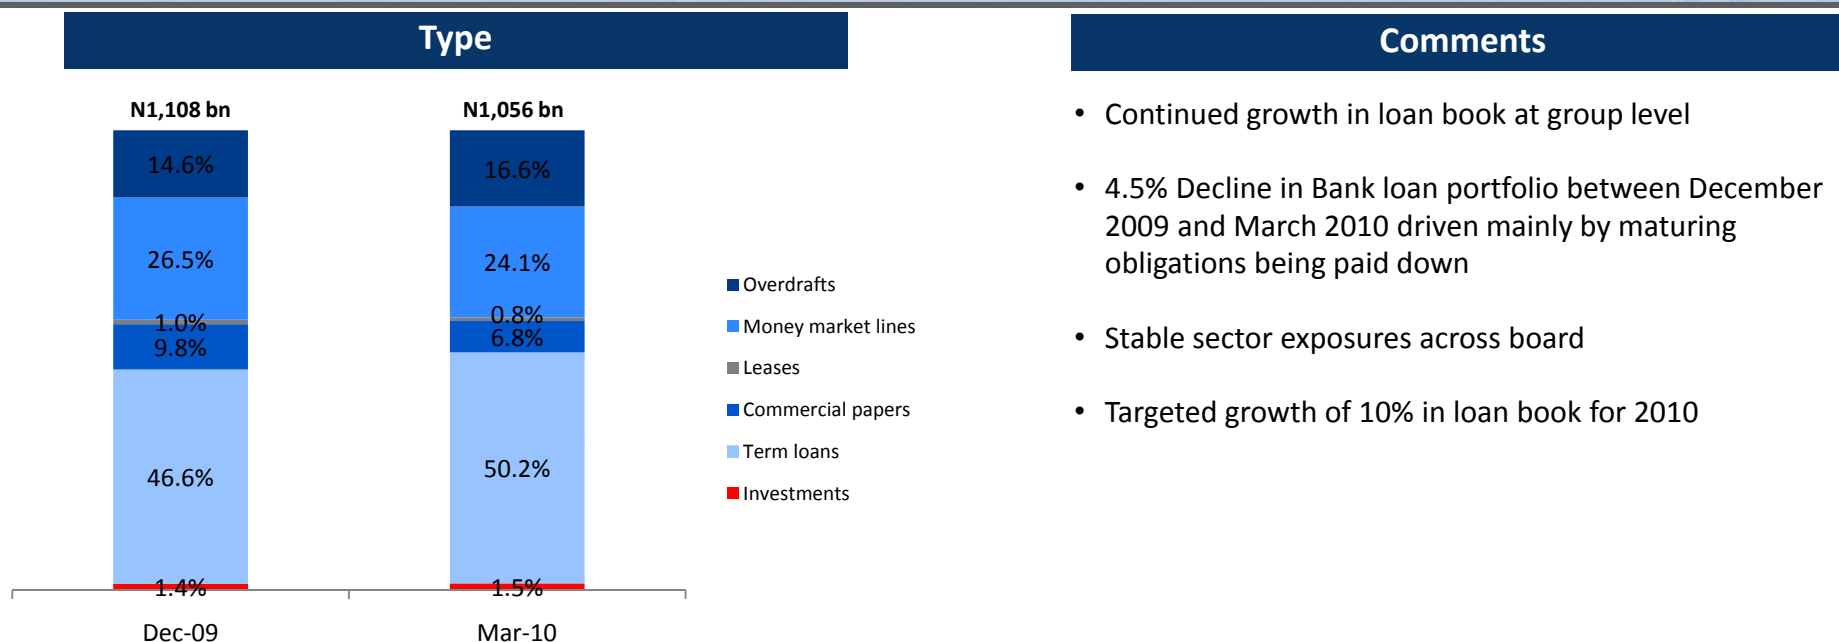 Type
N1,108 bn
N1,056 bn
14.6%
16.6%
26.5%
24.1%
1.0%
0.8%
9.8%
6.8%
46.6%
50.2%
1.4%
1.5%
Dec-09
Mar-10
Overdrafts
Money market lines
Leases
Commercial papers
Term loans
Investments
Comments
• Continued growth in loan book at group level
• 4.5% Decline in Bank loan portfolio between December
2009 and March 2010 driven mainly by maturing
obligations being paid down
• Stable sector exposures across board
• Targeted growth of 10% in loan book for 2010